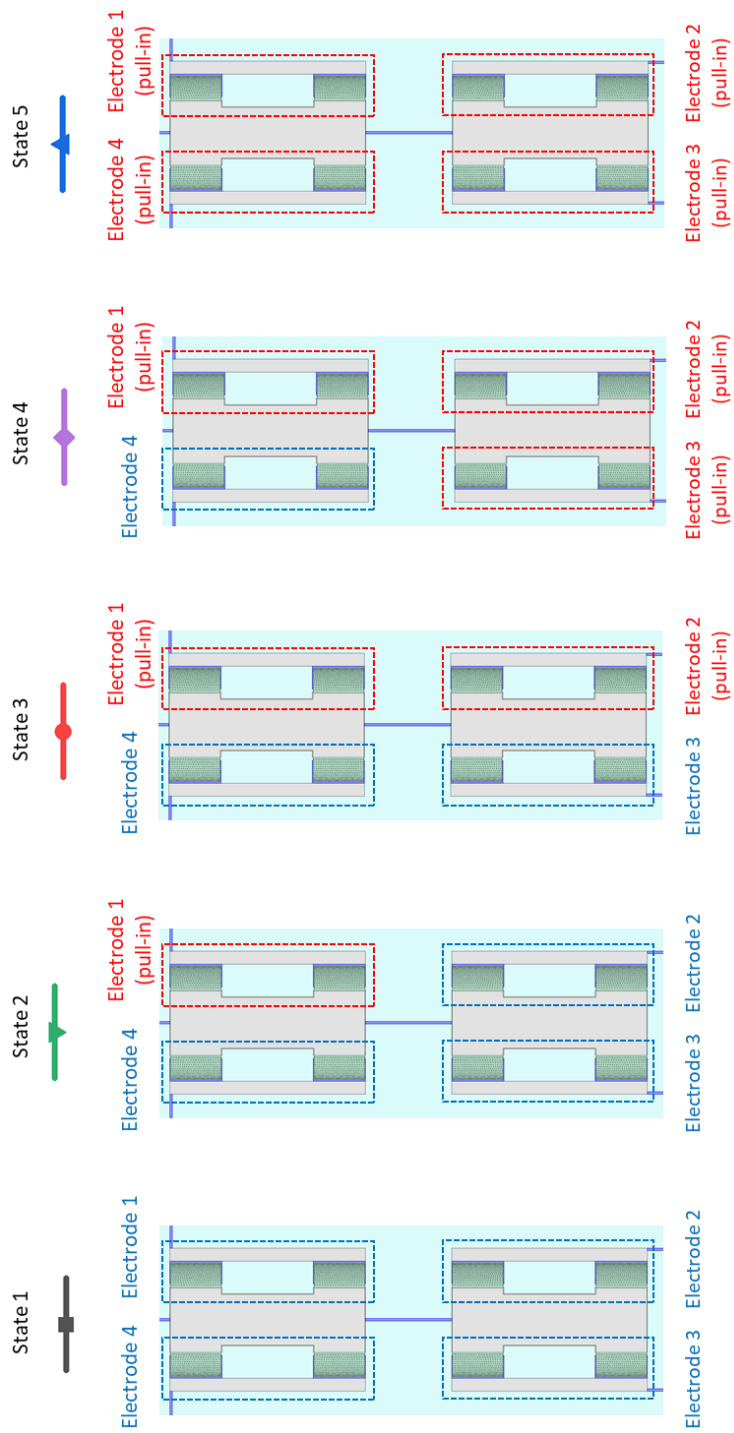 State 1
Electrode 4
Electrode 1
Electrode 3
Electrode 2
State 2
Electrode 4
Electrode 1
(pull-in)
Electrode 3
Electrode 2
State 3
Electrode 4
Electrode 1
(pull-in)
Electrode 3
Electrode 2
(pull-in)
State 4
Electrode 4
Electrode 1
(pull-in)
Electrode 3
(pull-in)
Electrode 2
(pull-in)
State 5
Electrode 4
(pull-in)
Electrode 1
(pull-in)
Electrode 3
(pull-in)
Electrode 2
(pull-in)